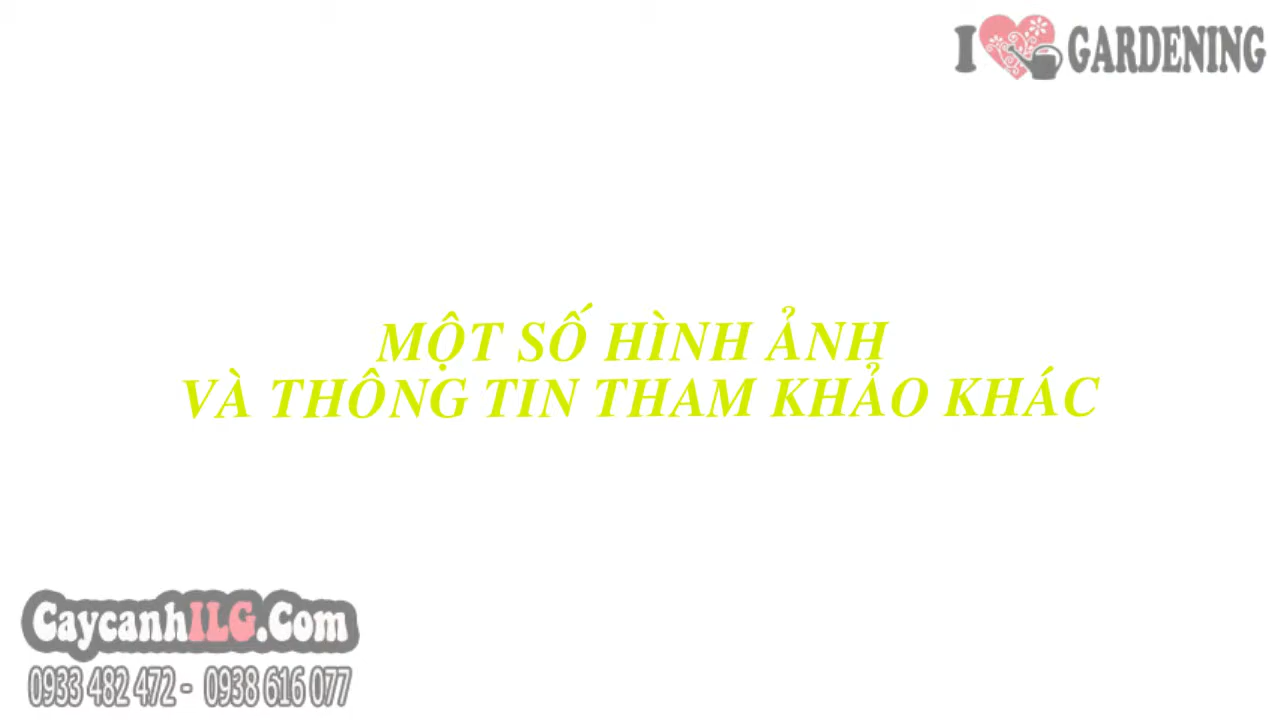 I GARDENING
MỘT SỐ HÌNH ẢNH
VÀ THÔNG TIN THAM KHẢO KHÁC
CaycanhILG.Com
0933 482 472 - 0938 616 077